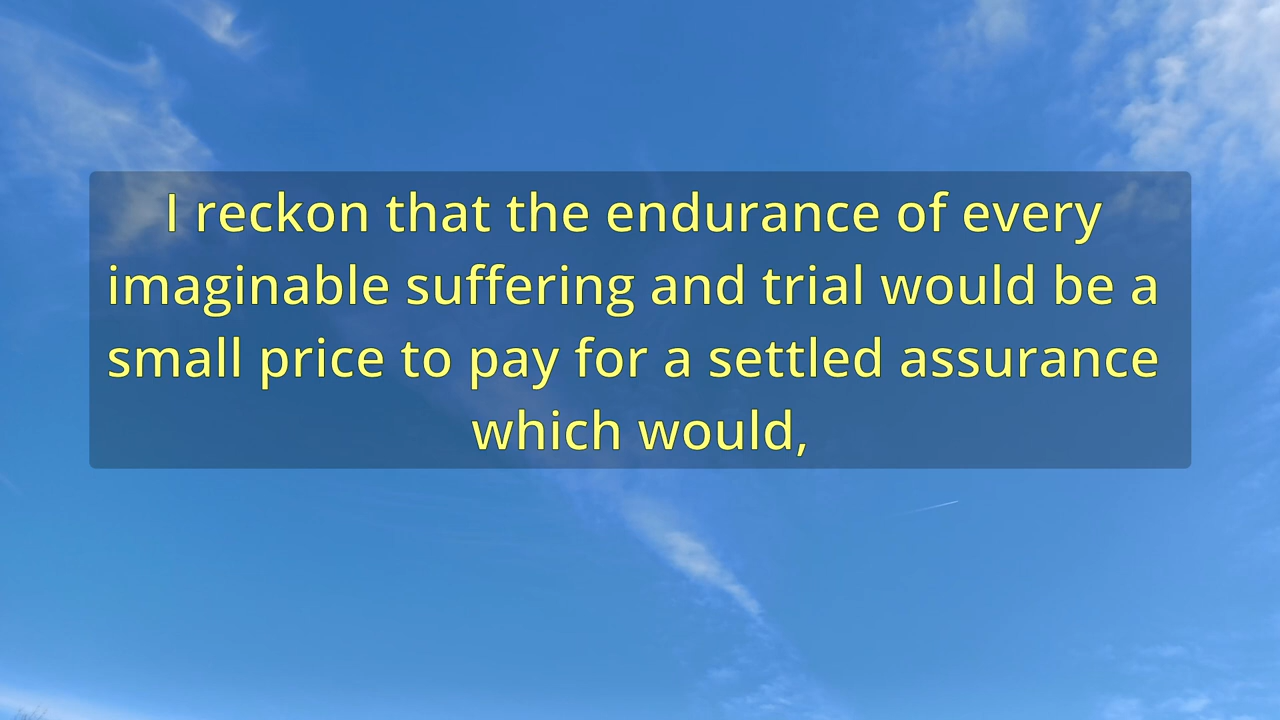 I reckon that the endurance of every
imaginable suffering and trial would be a
small price to pay for a settled assurance
which would,